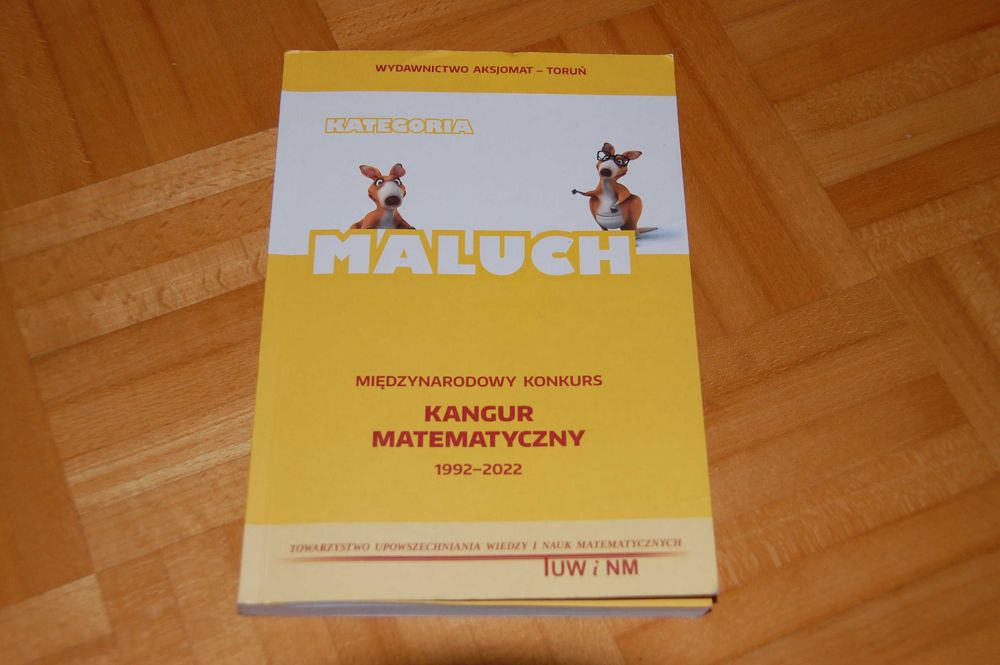 WYDAWNICTWO AKSJOMAT – TORUŃ
KATEGORIA
MALUCH
MIĘDZYNARODOWY KONKURS
KANGUR
MATEMATYCZNY
1992–2022
TOWARZYSTWO UPOWSZECHNIANIA WIEDZY I NAUK MATEMATYCZNYCH
TUW i NM